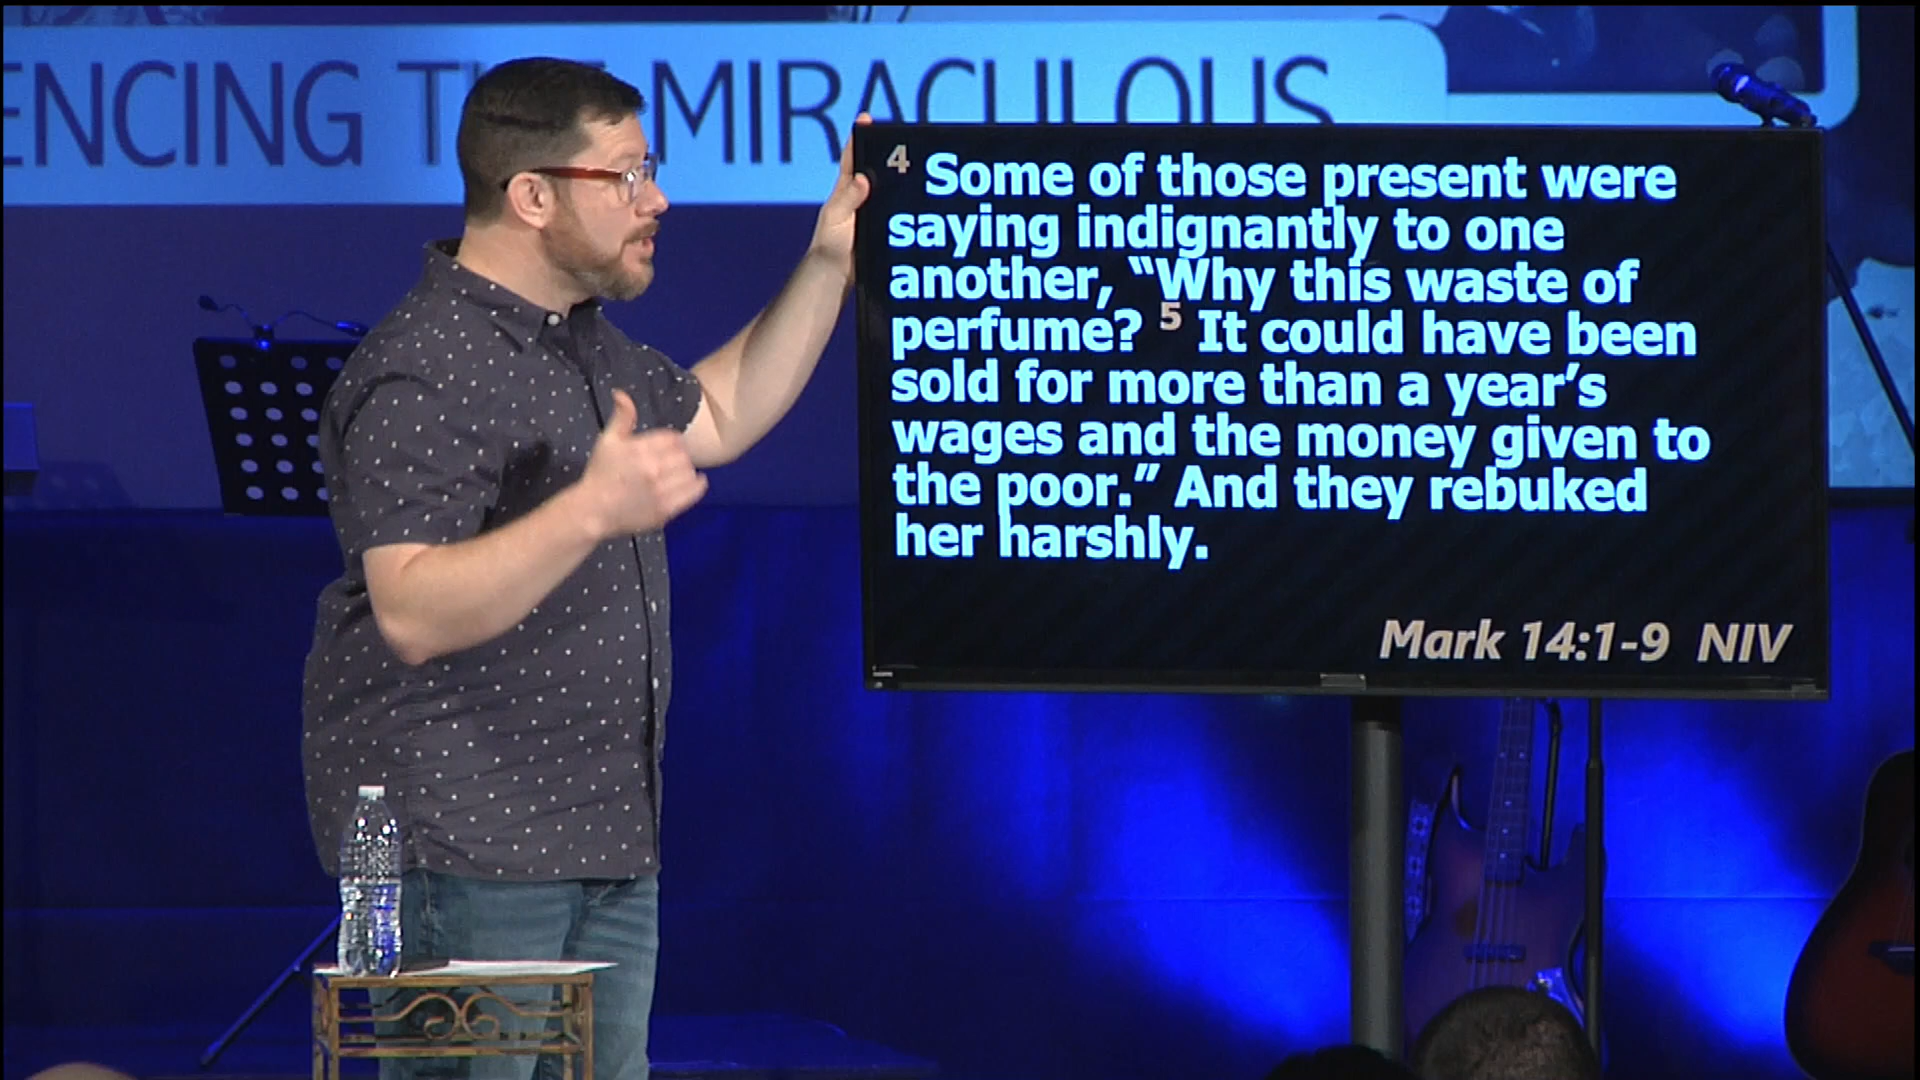 ENCING THE MIRACULOUS
4 Some of those present were
saying indignantly to one
another, “Why this waste of
perfume? 5 It could have been
sold for more than a year’s
wages and the money given to
the poor.” And they rebuked
her harshly.
Mark 14:1-9 NIV